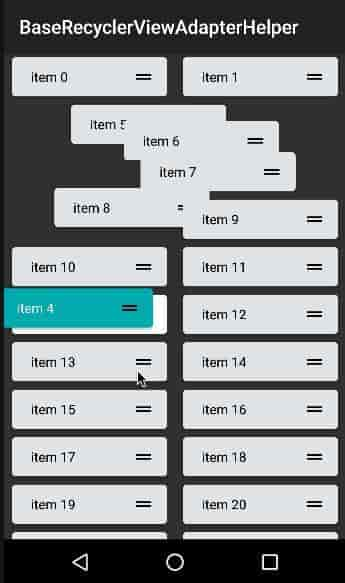 BaseRecyclerViewAdapterHelper
item 0
item 1
item 5
item 6
item 7
item 8
item 9
item 10
item 11
item 4
item 12
item 13
item 14
item 15
item 16
item 17
item 18
item 19
item 20